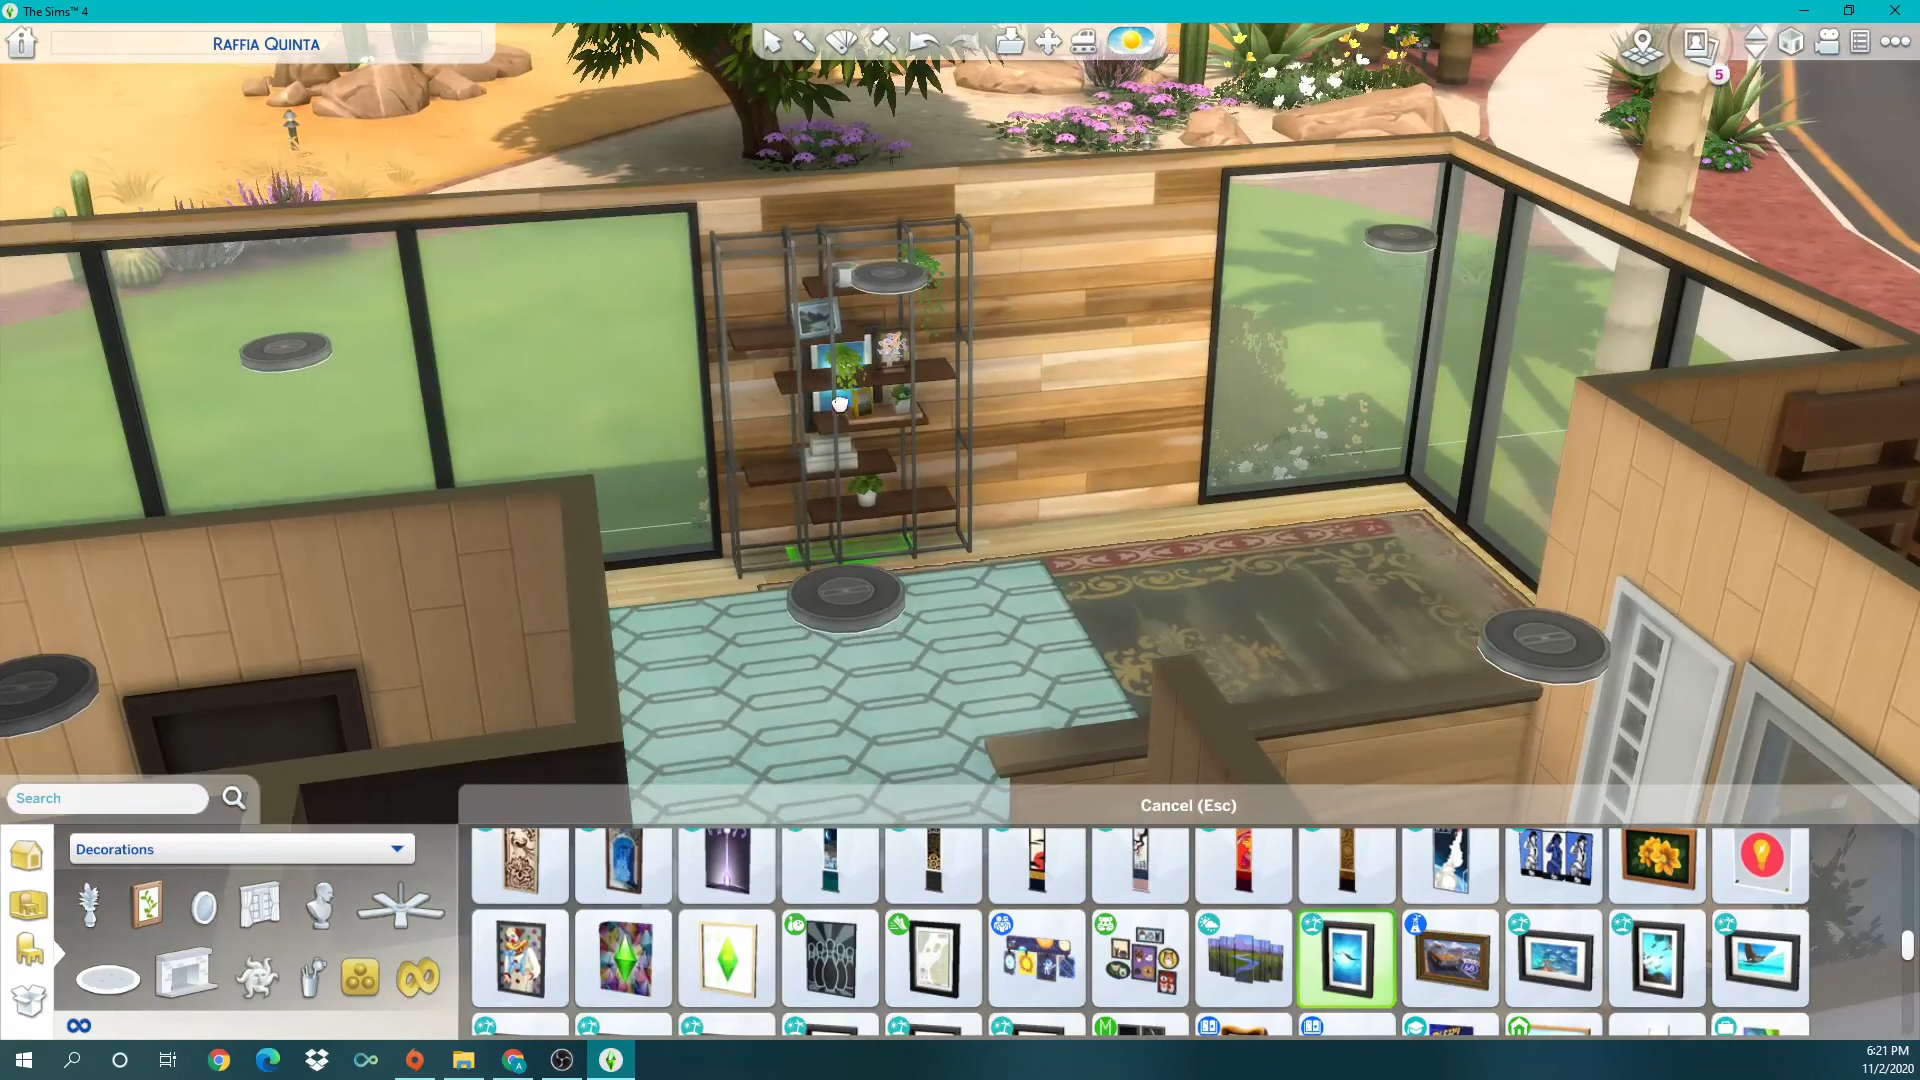 The Sims™ 4
RAFFIA QUINTA
5
Search
Cancel (Esc)
Decorations
M
6:21 PM
11/2/2020